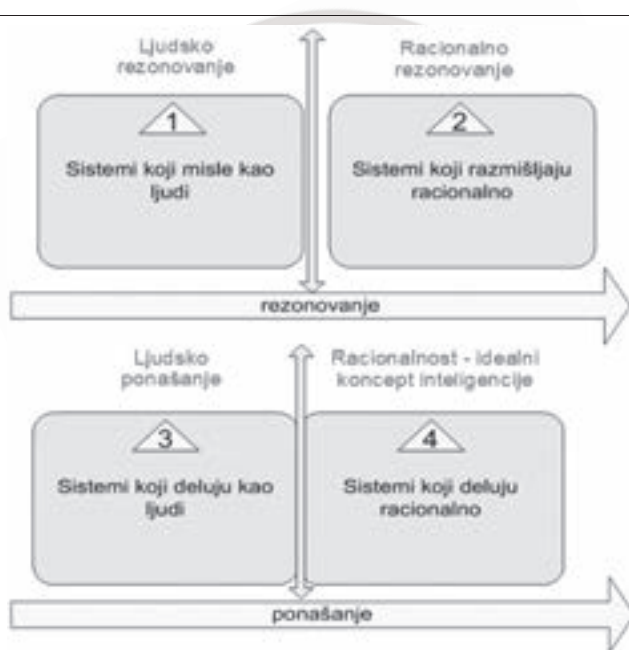 Ljudsko
rezonovanje
Racionalno
rezonovanje
1
Sistemi koji misle kao
ljudi
2
Sistemi koji razmišljaju
racionalno
rezonovanje
Ljudsko
ponašanje
Racionalnost - idealni
koncept inteligencije
3
Sistemi koji deluju kao
ljudi
4
Sistemi koji deluju
racionalno
ponašanje